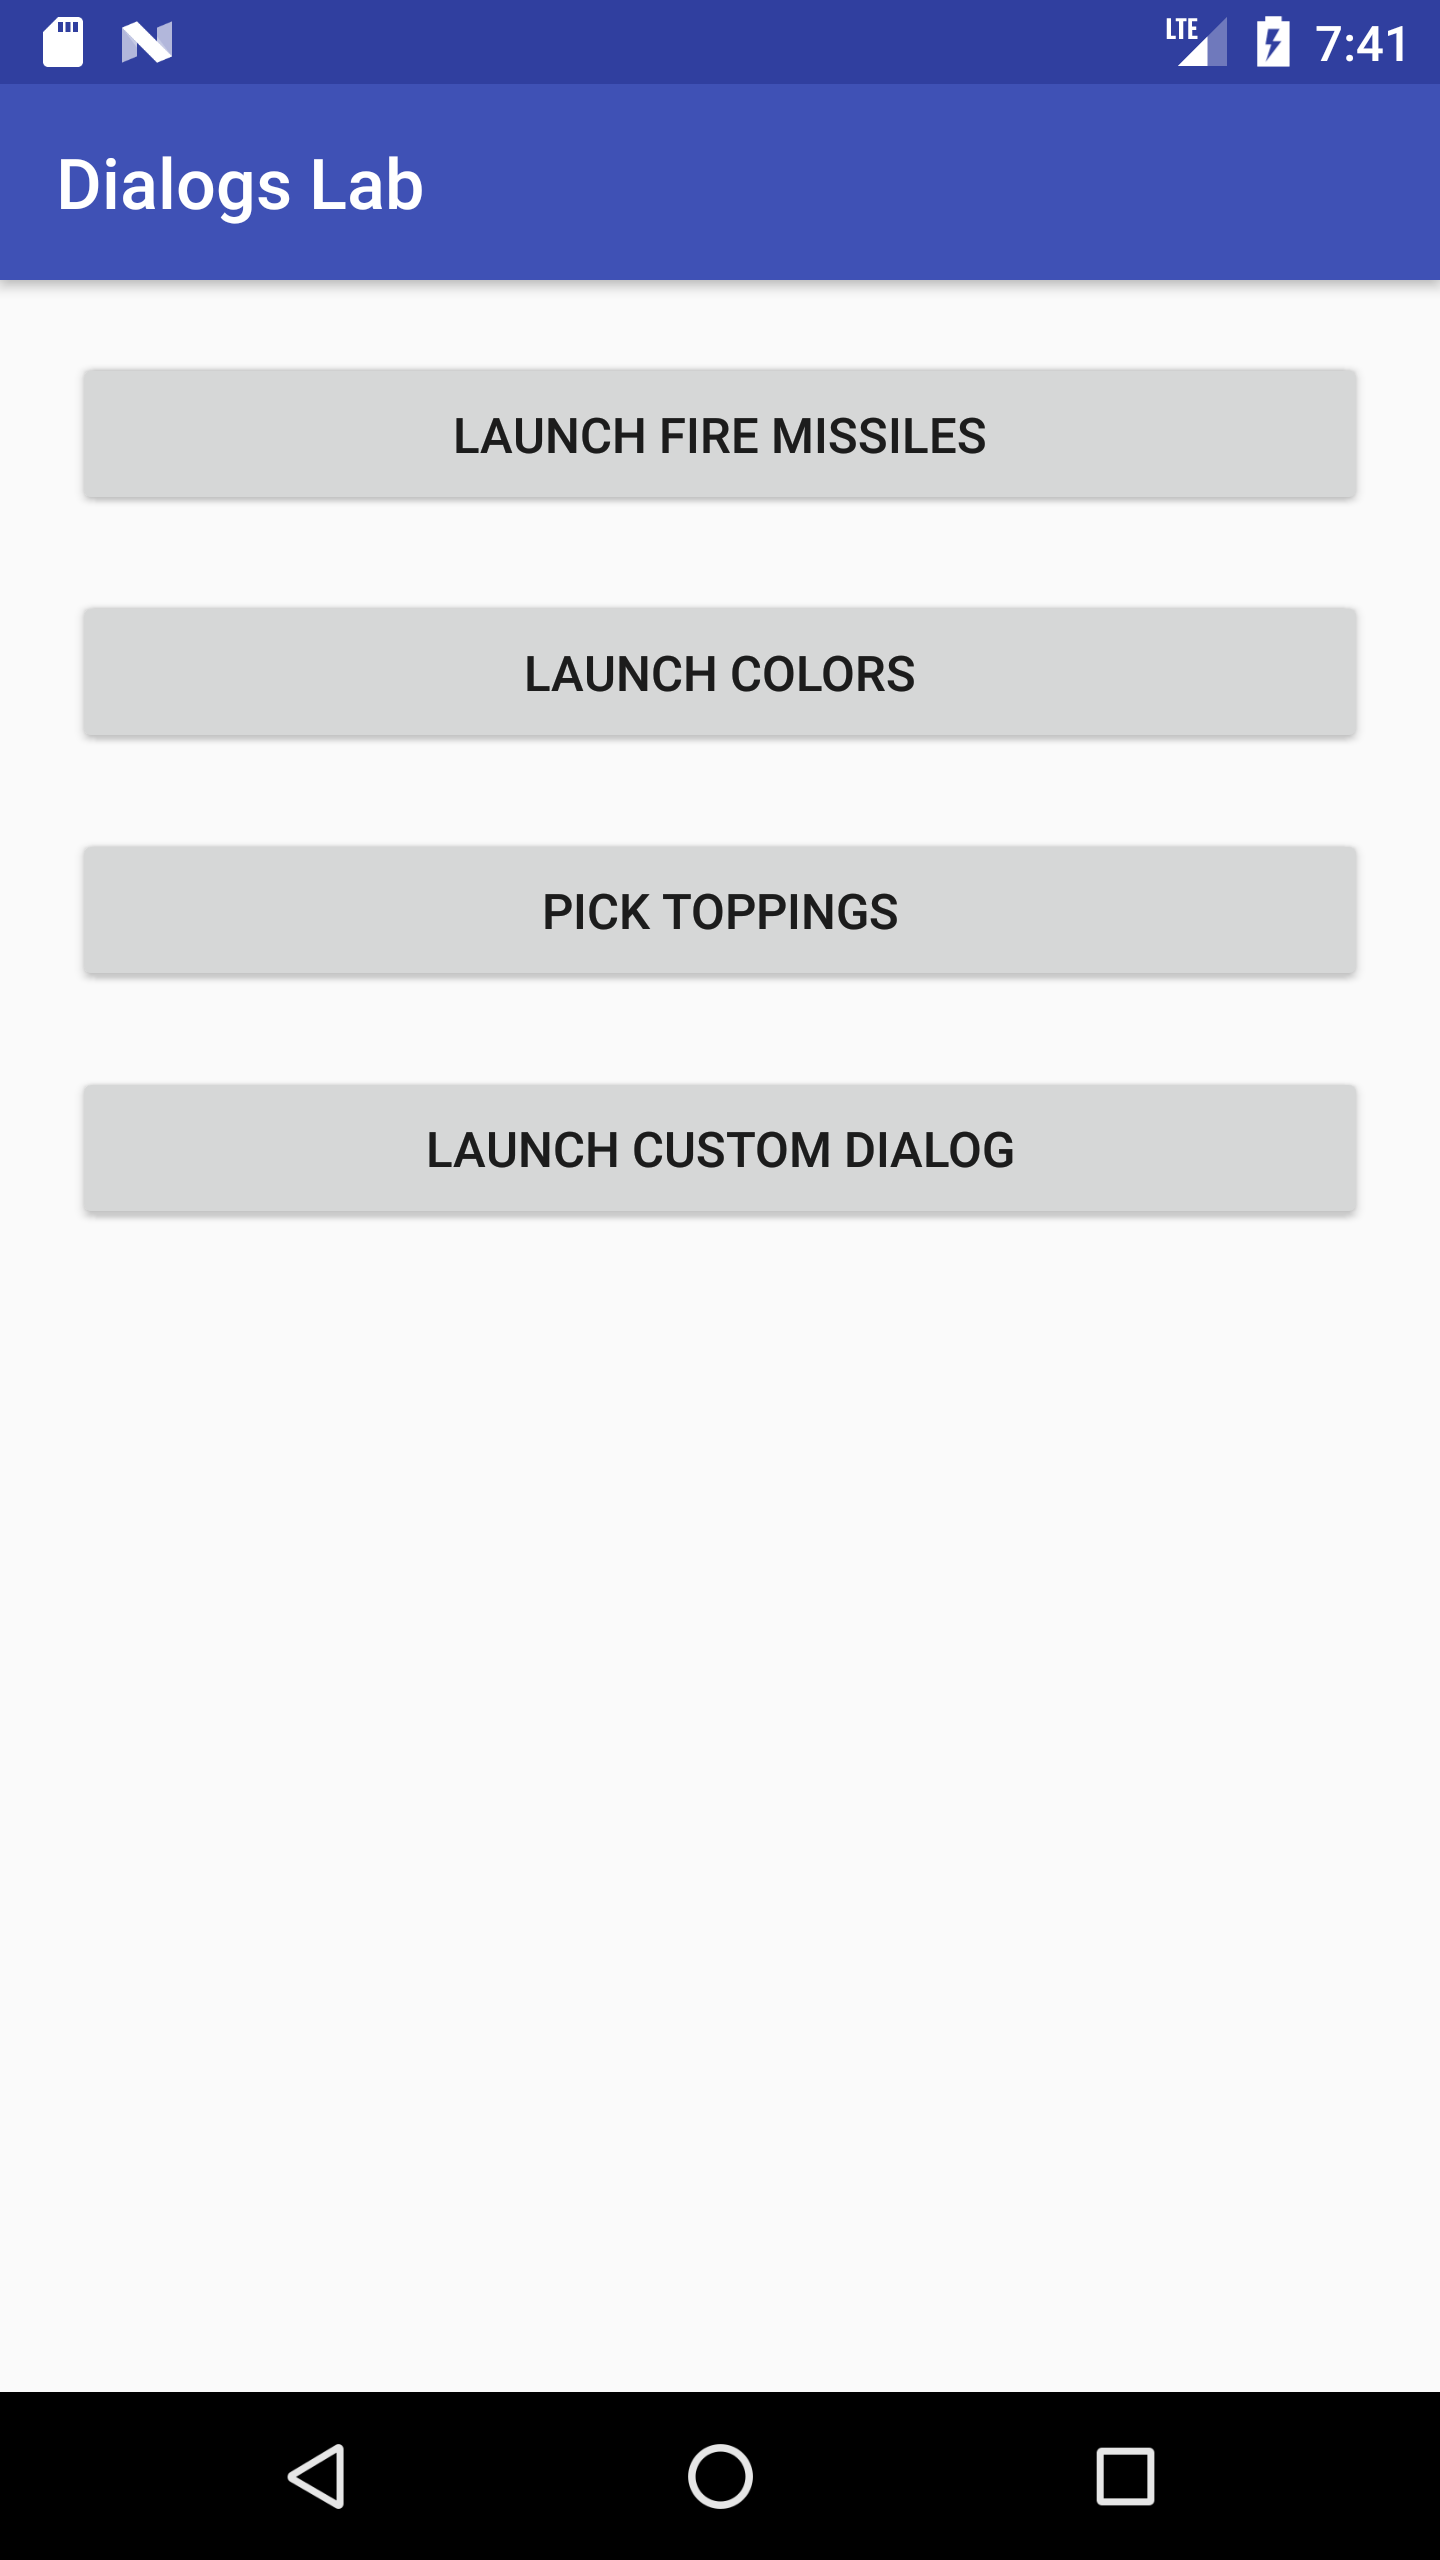 LTE 7:41
Dialogs Lab
LAUNCH FIRE MISSILES
LAUNCH COLORS
PICK TOPPINGS
LAUNCH CUSTOM DIALOG